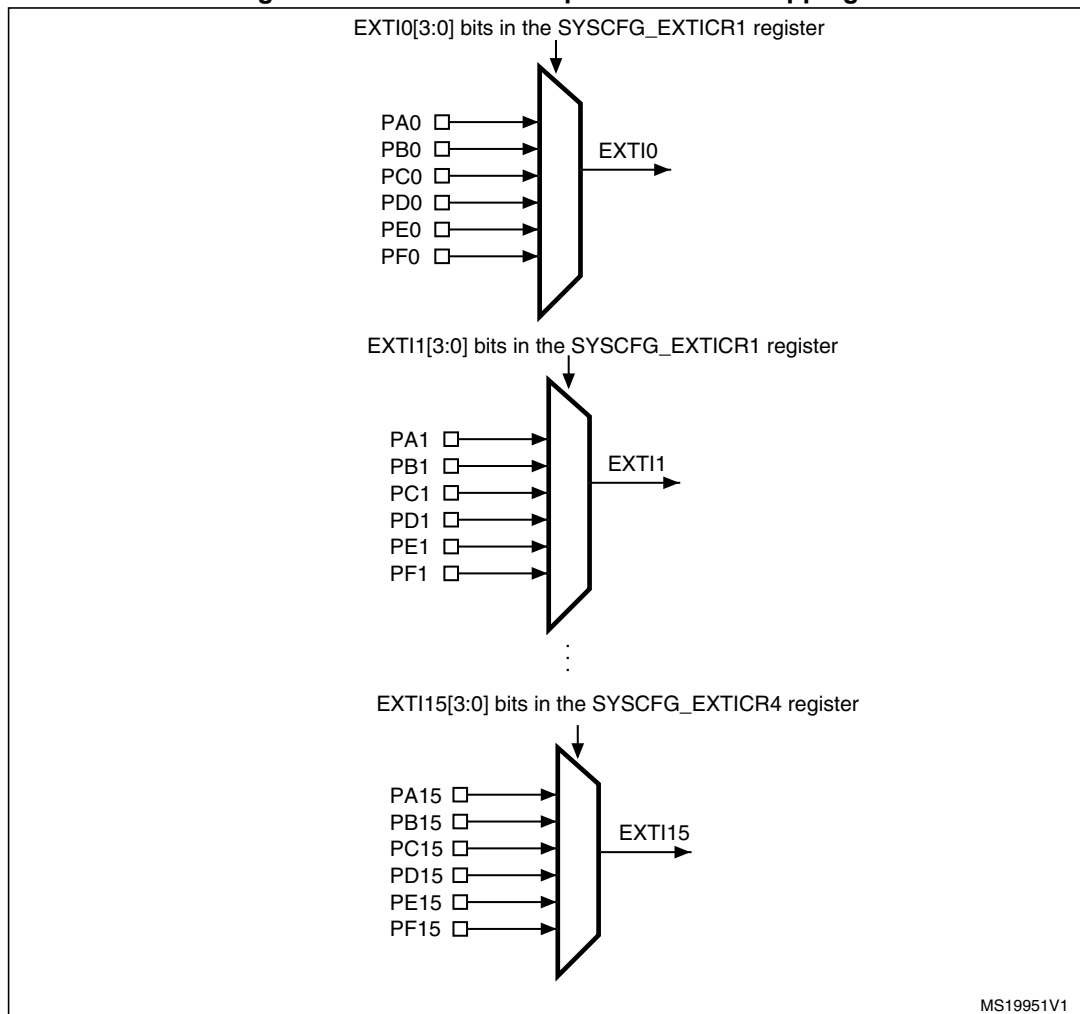 EXTI0[3:0] bits in the SYSCFG_EXTICR1 register
PA0
PB0
PC0
PD0
PE0
PF0
EXTI0
EXTI1[3:0] bits in the SYSCFG_EXTICR1 register
PA1
PB1
PC1
PD1
PE1
PF1
EXTI1
EXTI15[3:0] bits in the SYSCFG_EXTICR4 register
PA15
PB15
PC15
PD15
PE15
PF15
EXTI15
MS19951V1